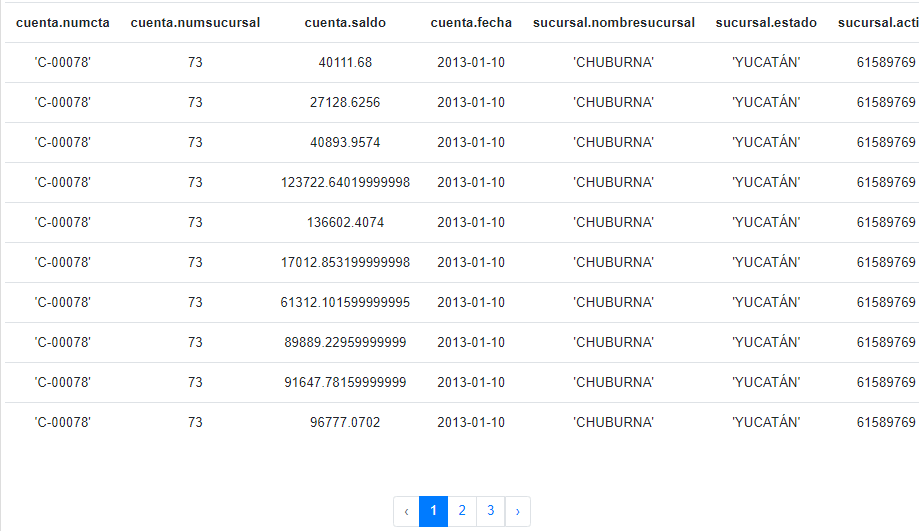 cuenta.numcta cuenta.numsucursal cuenta.saldo cuenta.fecha sucursal.nombresucursal sucursal.estado sucursal.acti
'C-00078' 73 40111.68 2013-01-10 'CHUBURNA' 'YUCATÁN' 61589769
'C-00078' 73 27128.6256 2013-01-10 'CHUBURNA' 'YUCATÁN' 61589769
'C-00078' 73 40893.9574 2013-01-10 'CHUBURNA' 'YUCATÁN' 61589769
'C-00078' 73 123722.64019999998 2013-01-10 'CHUBURNA' 'YUCATÁN' 61589769
'C-00078' 73 136602.4074 2013-01-10 'CHUBURNA' 'YUCATÁN' 61589769
'C-00078' 73 17012.853199999998 2013-01-10 'CHUBURNA' 'YUCATÁN' 61589769
'C-00078' 73 61312.101599999995 2013-01-10 'CHUBURNA' 'YUCATÁN' 61589769
'C-00078' 73 89889.22959999999 2013-01-10 'CHUBURNA' 'YUCATÁN' 61589769
'C-00078' 73 91647.78159999999 2013-01-10 'CHUBURNA' 'YUCATÁN' 61589769
'C-00078' 73 96777.0702 2013-01-10 'CHUBURNA' 'YUCATÁN' 61589769
‹ 1 2 3 ›